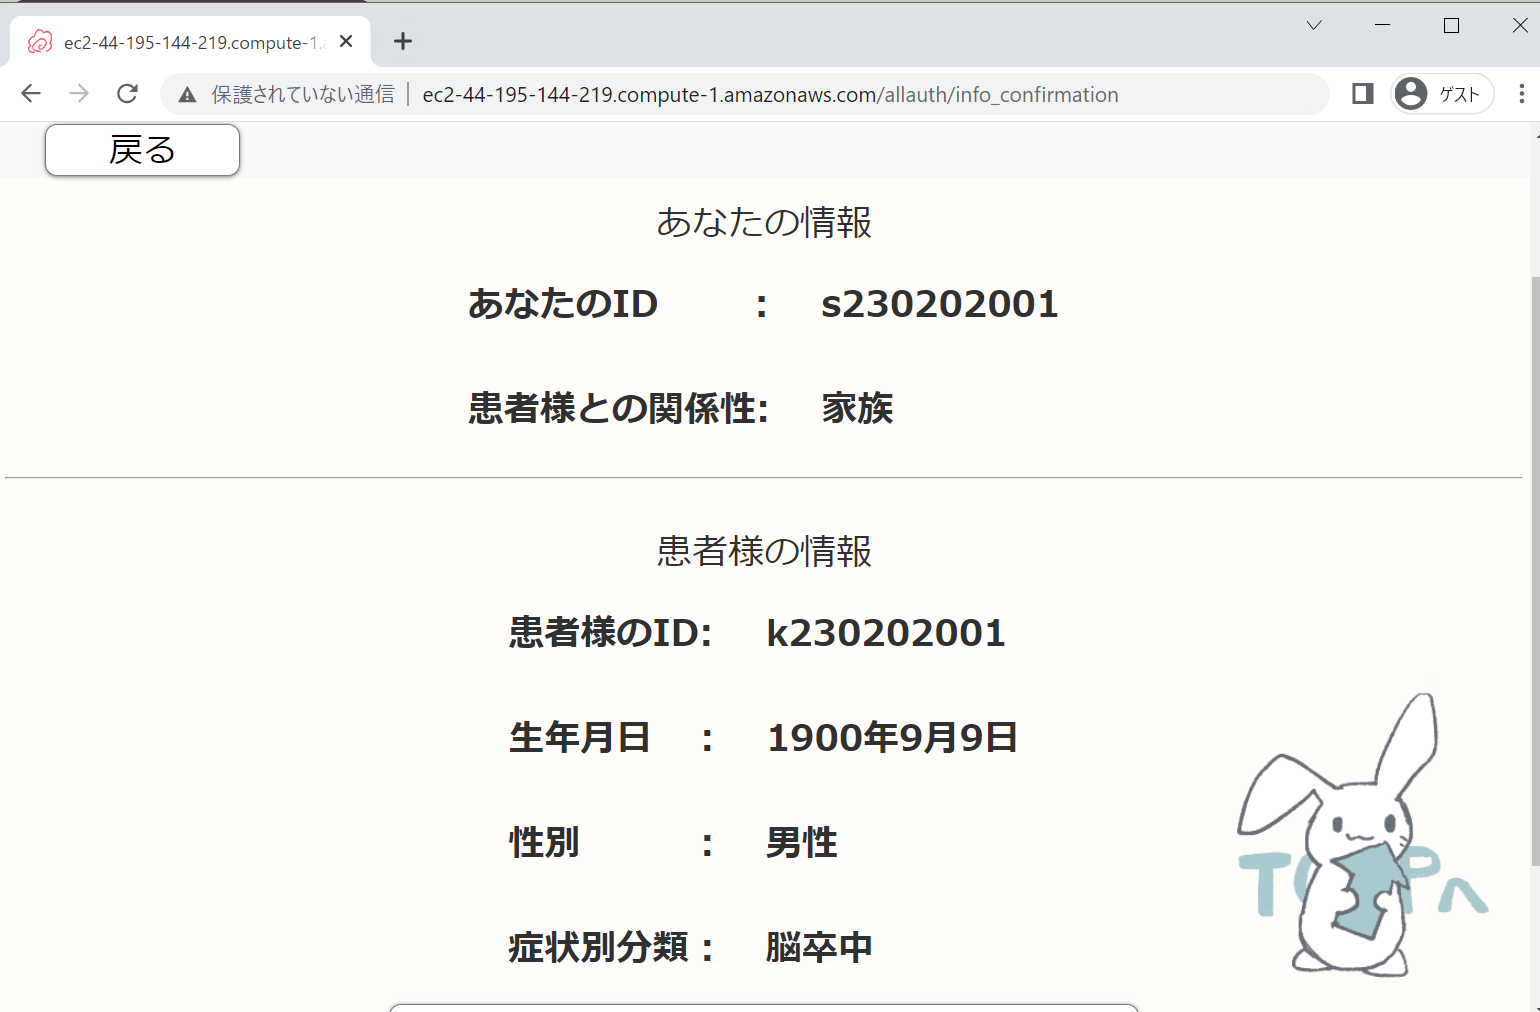 ec2-44-195-144-219.compute-1.a
保護されていない通信 | ec2-44-195-144-219.compute-1.amazonaws.com/allauth/info_confirmation
ゲスト
戻る
あなたの情報
あなたのID : s230202001
患者様との関係性: 家族
患者様の情報
患者様のID: k230202001
生年月日 : 1900年9月9日
性別 : 男性
症状別分類 : 脳卒中